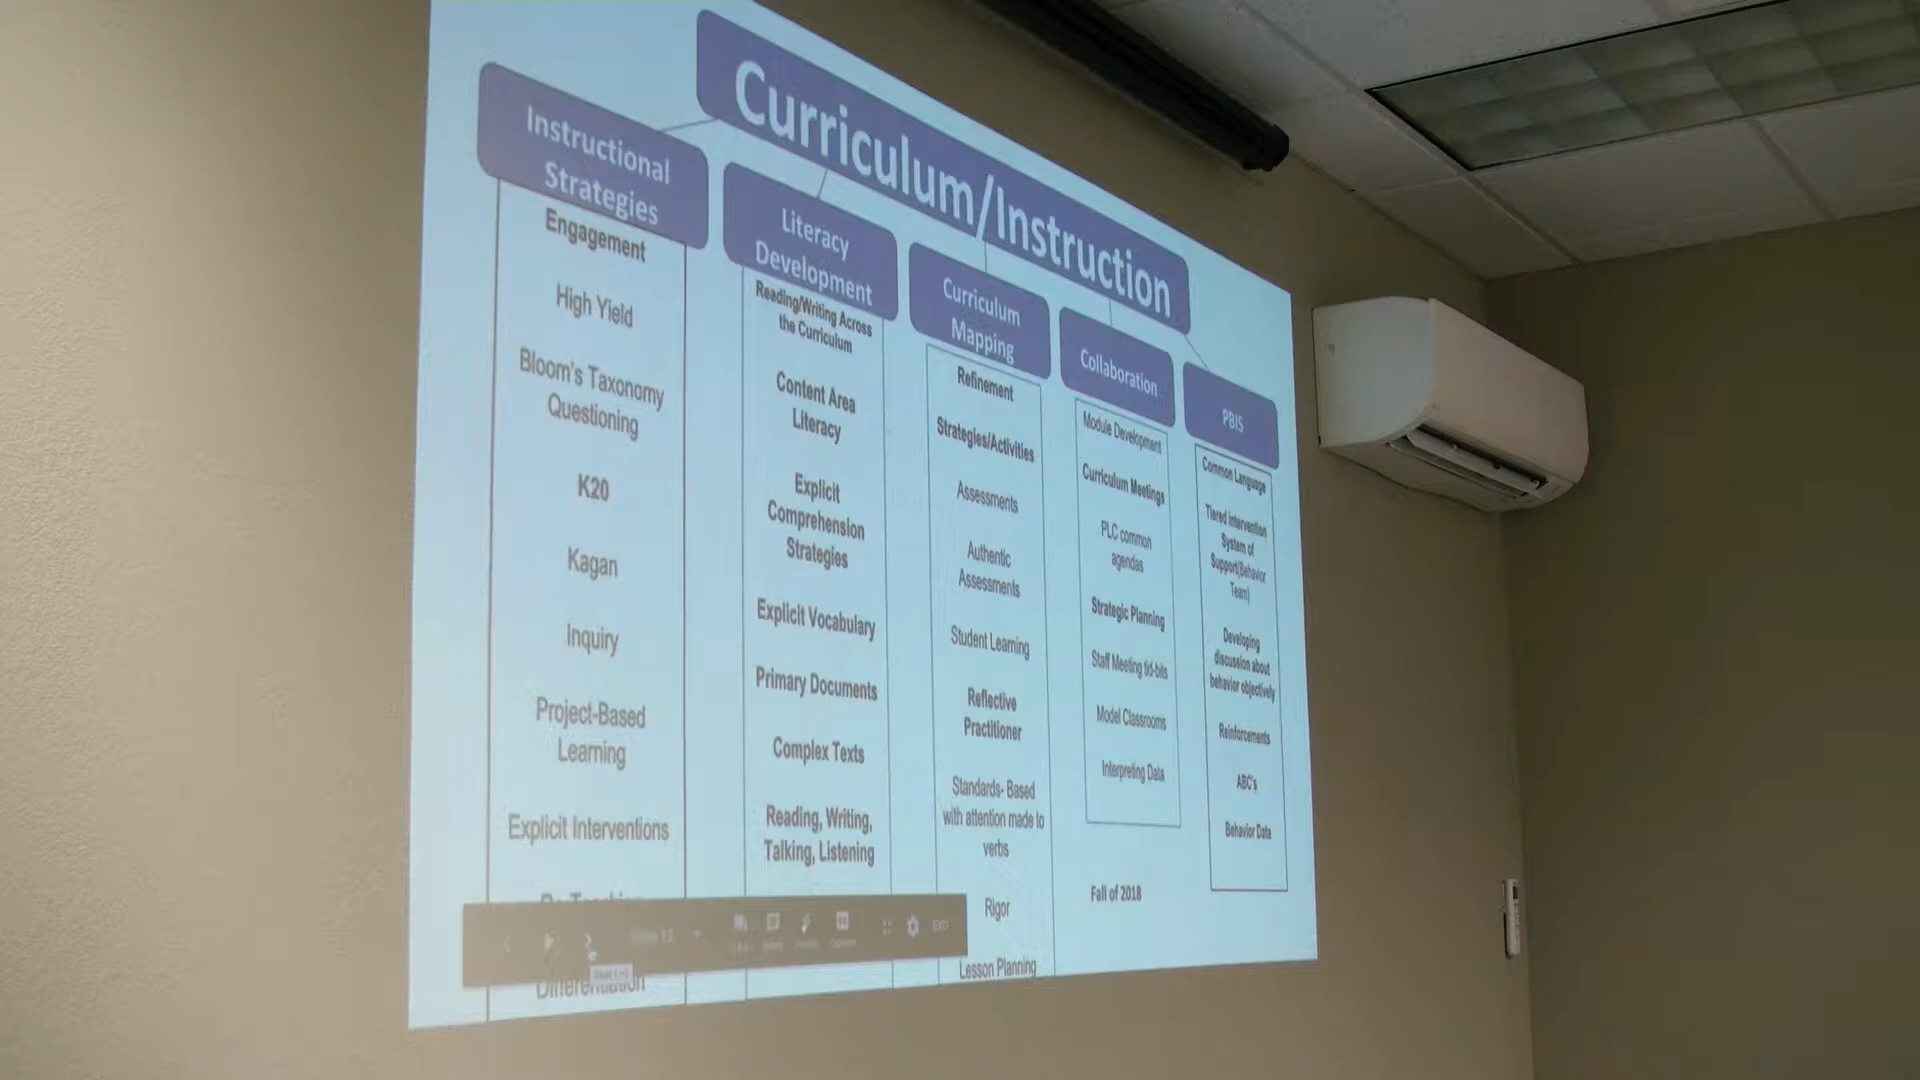 Curriculum/Instruction
Instructional
Strategies
Engagement
High Yield
Bloom's Taxonomy
Questioning
K20
Kagan
Inquiry
Project-Based
Learning
Explicit Interventions
Differentiation
Literacy
Development
Reading/Writing Across
the Curriculum
Content Area
Literacy
Explicit
Comprehension
Strategies
Explicit Vocabulary
Primary Documents
Complex Texts
Reading, Writing,
Talking, Listening
Curriculum
Mapping
Refinement
Strategies/Activities
Assessments
Authentic
Assessments
Student Learning
Reflective
Practitioner
Standards- Based
with attention made to
verbs
Rigor
Lesson Planning
Collaboration
Module Development
Curriculum Meetings
PLC common
agendas
Strategic Planning
Staff Meeting tid-bits
Model Classrooms
Interpreting Data
Fall of 2018
PBIS
Common Language
Tiered Intervention
System of
Support(Behavior
Team)
Developing
discussion about
behavior objectively
Reinforcements
ABC's
Behavior Data
EXIT